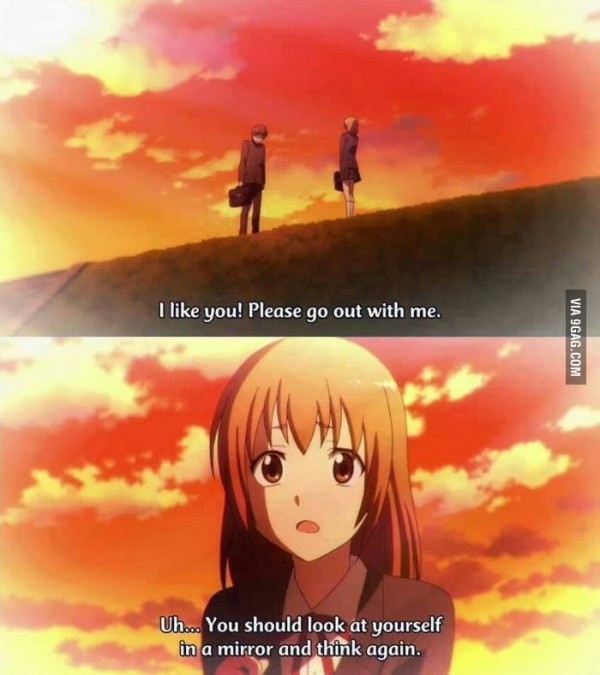 I like you! Please go out with me.
VIA 9GAG.COM
Uh... You should look at yourself
in a mirror and think again.